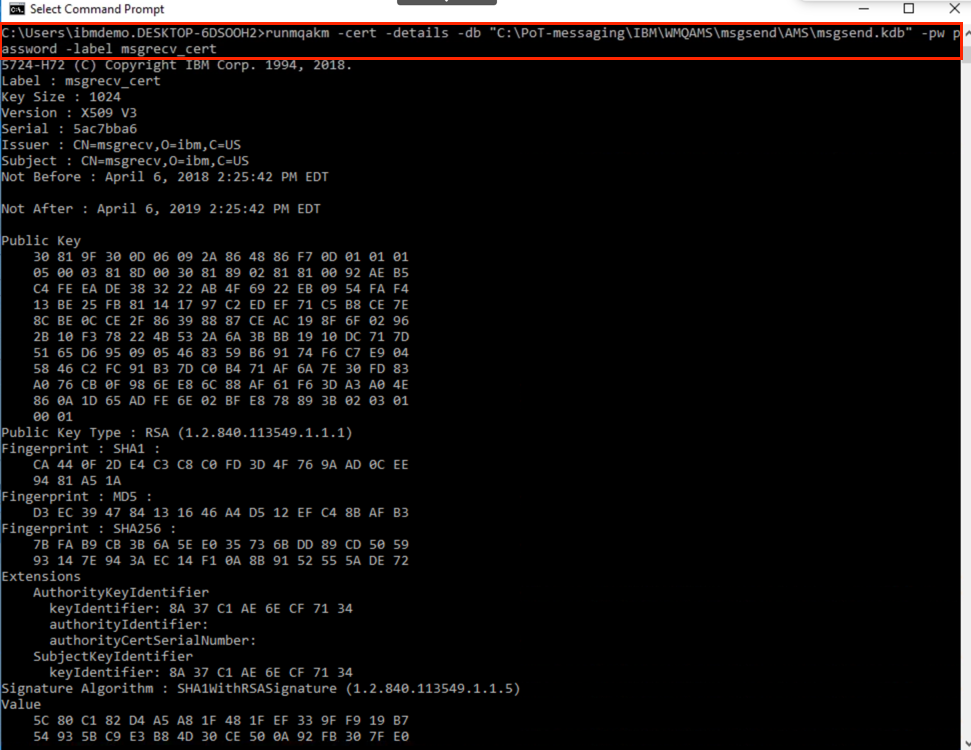 Select Command Prompt
C:\Users\ibmdemo.DESKTOP-6DSOOH2>runmqakm -cert -details -db "C:\PoT-messaging\IBM\WMQAMS\msgsend\AMS\msgsend.kdb" -pw p
assword -label msgrecv_cert
5724-H72 (C) Copyright IBM Corp. 1994, 2018.
Label : msgrecv_cert
Key Size : 1024
Version : X509 V3
Serial : 5ac7bba6
Issuer : CN=msgrecv,O=ibm,C=US
Subject : CN=msgrecv,O=ibm,C=US
Not Before : April 6, 2018 2:25:42 PM EDT
Not After : April 6, 2019 2:25:42 PM EDT
Public Key
30 81 9F 30 0D 06 09 2A 86 48 86 F7 0D 01 01 01
05 00 03 81 8D 00 30 81 89 02 81 81 00 92 AE B5
C4 FE EA DE 38 32 22 AB 4F 69 22 EB 09 54 FA F4
13 BE 25 FB 81 14 17 97 C2 ED EF 71 C5 B8 CE 7E
8C BE 0C CE 2F 86 39 88 87 CE AC 19 8F 6F 02 96
2B 10 F3 78 22 4B 53 2A 6A 3B BB 19 10 DC 71 7D
51 65 D6 95 09 05 46 83 59 B6 91 74 F6 C7 E9 04
58 46 C2 FC 91 B3 7D C0 B4 71 AF 6A 7E 30 FD 83
A0 76 CB 0F 98 6E E8 6C 88 AF 61 F6 3D A3 A0 4E
86 0A 1D 65 AD FE 6E 02 BF E8 78 89 3B 02 03 01
00 01
Public Key Type : RSA (1.2.840.113549.1.1.1)
Fingerprint : SHA1 :
CA 44 0F 2D E4 C3 C8 C0 FD 3D 4F 76 9A AD 0C EE
94 81 A5 1A
Fingerprint : MD5 :
D3 EC 39 47 84 13 16 46 A4 D5 12 EF C4 8B AF B3
Fingerprint : SHA256 :
7B FA B9 CB 3B 6A 5E E0 35 73 6B DD 89 CD 50 59
93 14 7E 94 3A EC 14 F1 0A 8B 91 52 55 5A DE 72
Extensions
AuthorityKeyIdentifier
keyIdentifier: 8A 37 C1 AE 6E CF 71 34
authorityIdentifier:
authorityCertSerialNumber:
SubjectKeyIdentifier
keyIdentifier: 8A 37 C1 AE 6E CF 71 34
Signature Algorithm : SHA1WithRSASignature (1.2.840.113549.1.1.5)
Value
5C 80 C1 82 D4 A5 A8 1F 48 1F EF 33 9F F9 19 B7
54 93 5B C9 E3 B8 4D 30 CE 50 0A 92 FB 30 7F E0